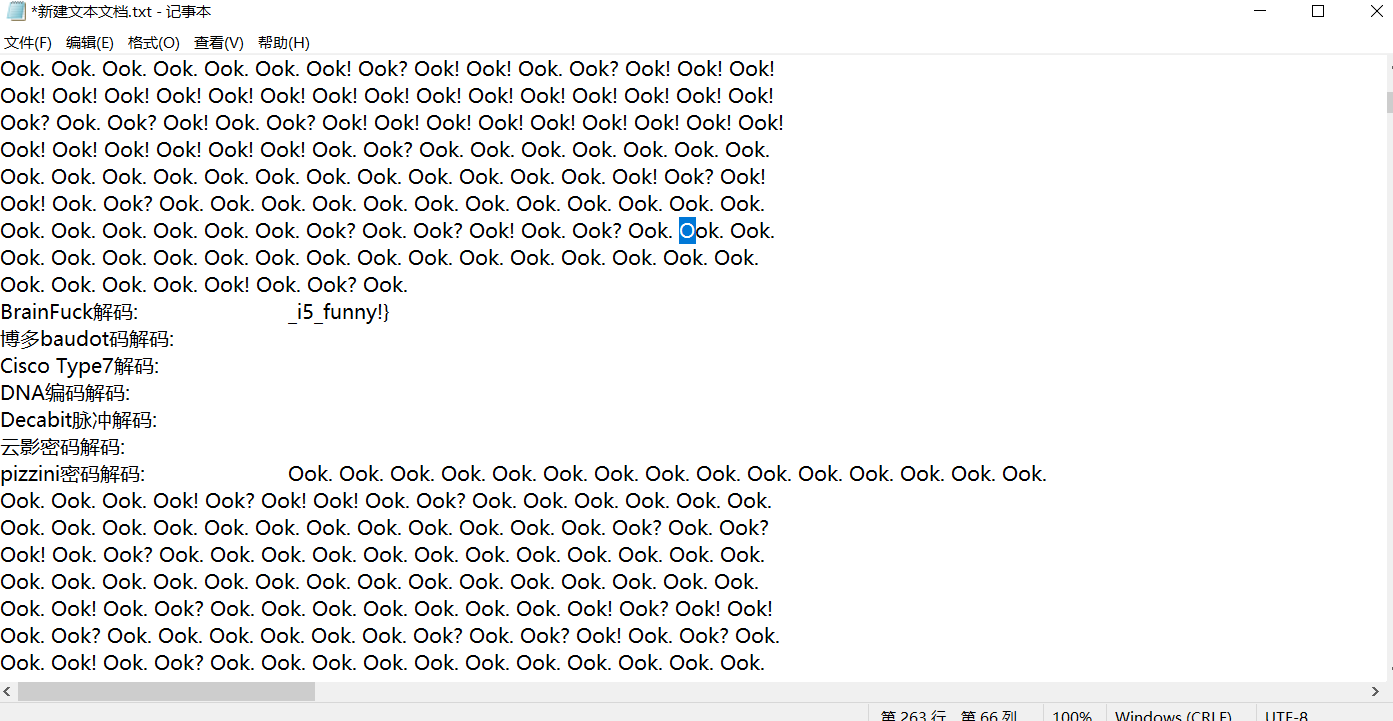 *新建文本文档.txt - 记事本
文件(F) 编辑(E) 格式(O) 查看(V) 帮助(H)
Ook. Ook. Ook. Ook. Ook. Ook. Ook! Ook? Ook! Ook! Ook. Ook? Ook! Ook! Ook!
Ook! Ook! Ook! Ook! Ook! Ook! Ook! Ook! Ook! Ook! Ook! Ook! Ook! Ook! Ook!
Ook? Ook. Ook? Ook! Ook. Ook? Ook! Ook! Ook! Ook! Ook! Ook! Ook! Ook! Ook!
Ook! Ook! Ook! Ook! Ook! Ook! Ook. Ook? Ook. Ook. Ook. Ook. Ook. Ook. Ook.
Ook. Ook. Ook. Ook. Ook. Ook. Ook. Ook. Ook. Ook. Ook. Ook. Ook! Ook? Ook!
Ook! Ook. Ook? Ook. Ook. Ook. Ook. Ook. Ook. Ook. Ook. Ook. Ook. Ook. Ook.
Ook. Ook. Ook. Ook. Ook. Ook. Ook? Ook. Ook? Ook! Ook. Ook? Ook. Ook. Ook.
Ook. Ook. Ook. Ook. Ook. Ook. Ook. Ook. Ook. Ook. Ook. Ook. Ook. Ook. Ook.
Ook. Ook. Ook. Ook. Ook! Ook. Ook? Ook.
BrainFuck解码: _i5_funny!}
博多baudot码解码:
Cisco Type7解码:
DNA编码解码:
Decabit脉冲解码:
云影密码解码:
pizzini密码解码: Ook. Ook. Ook. Ook. Ook. Ook. Ook. Ook. Ook. Ook. Ook. Ook. Ook. Ook. Ook.
Ook. Ook. Ook. Ook! Ook? Ook! Ook! Ook. Ook? Ook. Ook. Ook. Ook. Ook. Ook.
Ook. Ook. Ook. Ook. Ook. Ook. Ook. Ook. Ook. Ook. Ook. Ook. Ook? Ook. Ook?
Ook! Ook. Ook? Ook. Ook. Ook. Ook. Ook. Ook. Ook. Ook. Ook. Ook. Ook. Ook.
Ook. Ook. Ook. Ook. Ook. Ook. Ook. Ook. Ook. Ook. Ook. Ook. Ook. Ook. Ook.
Ook. Ook! Ook. Ook? Ook. Ook. Ook. Ook. Ook. Ook. Ook. Ook! Ook? Ook! Ook!
Ook. Ook? Ook. Ook. Ook. Ook. Ook. Ook. Ook? Ook. Ook? Ook! Ook. Ook? Ook.
Ook. Ook! Ook. Ook? Ook. Ook. Ook. Ook. Ook. Ook. Ook. Ook. Ook. Ook. Ook.
第 263 行, 第 66 列 100% Windows (CRLF) UTF-8